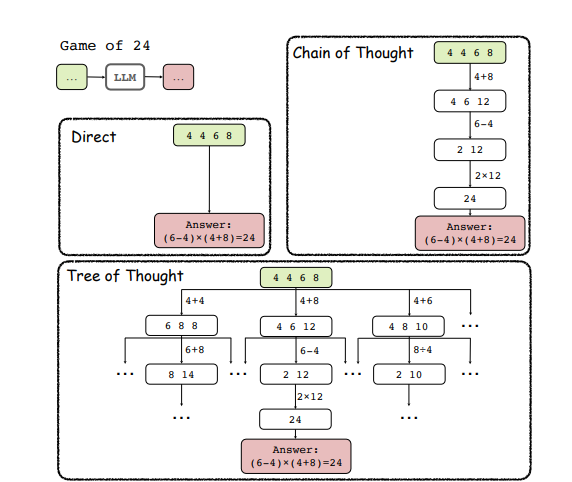 Game of 24
... LLM ...
Direct
4 4 6 8
Answer:
(6-4)×(4+8)=24
Chain of Thought
4 4 6 8
4+8
4 6 12
6-4
2 12
2×12
24
Answer:
(6-4)×(4+8)=24
Tree of Thought
4 4 6 8
4+4 4+8 4+6
6 8 8 4 6 12 4 8 10 ...
6+8 6-4 8÷4
... 8 14 ... 2 12 ... 2 10 ...
2×12
... 24 ...
Answer:
(6-4)×(4+8)=24